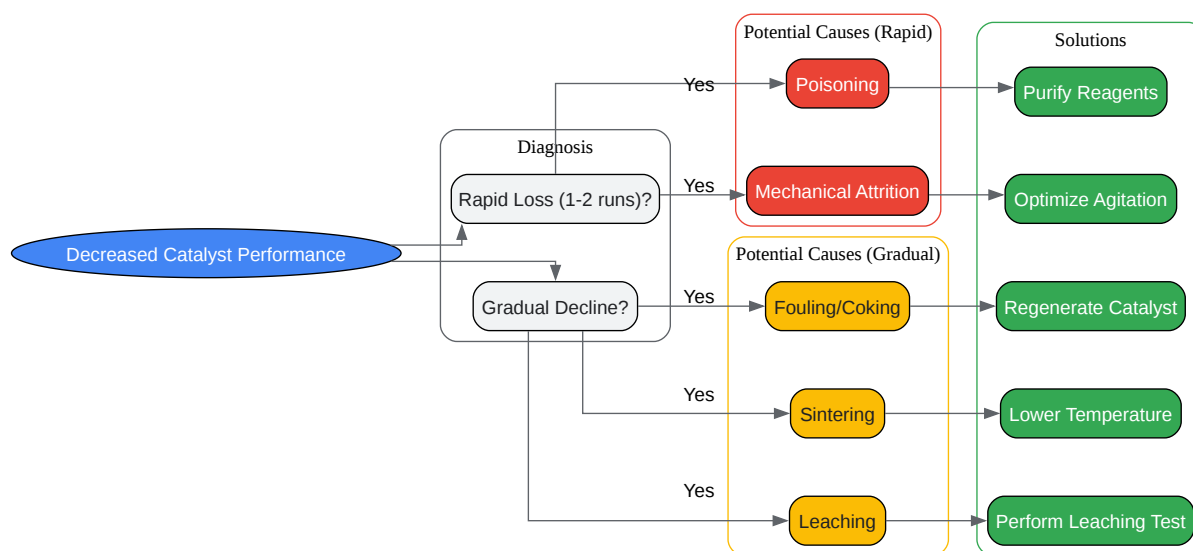 Potential Causes (Rapid)
Solutions
Yes
Poisoning
Purify Reagents
Diagnosis
Rapid Loss (1-2 runs)?
Yes
Mechanical Attrition
Optimize Agitation
Decreased Catalyst Performance
Potential Causes (Gradual)
Gradual Decline?
Yes
Fouling/Coking
Regenerate Catalyst
Yes
Sintering
Lower Temperature
Yes
Leaching
Perform Leaching Test